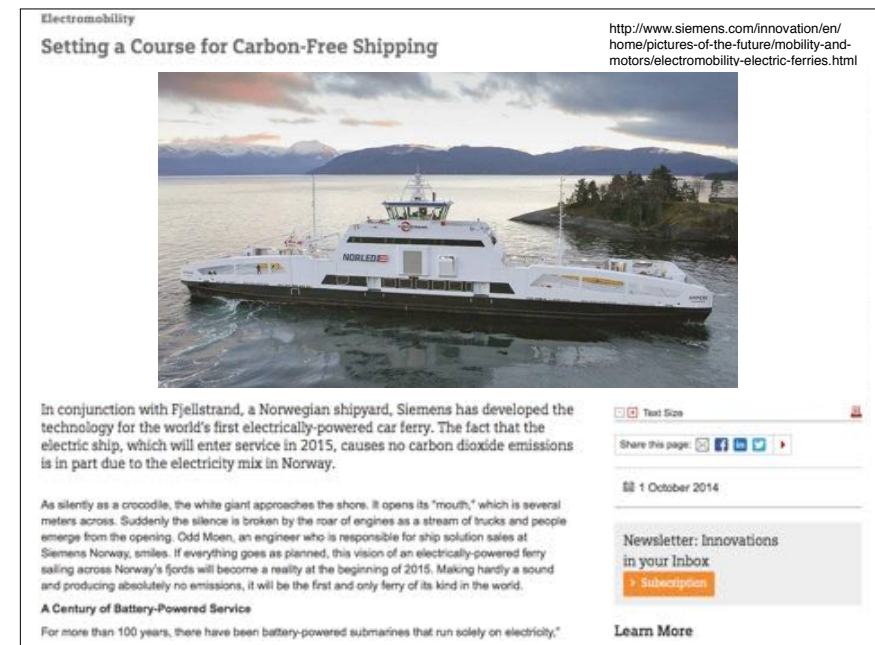 Electromobility
Setting a Course for Carbon-Free Shipping
http://www.siemens.com/innovation/en/
home/pictures-of-the-future/mobility-and-
motors/electromobility-electric-ferries.html
NORLED
AMPERE
In conjunction with Fjellstrand, a Norwegian shipyard, Siemens has developed the
technology for the world's first electrically-powered car ferry. The fact that the
electric ship, which will enter service in 2015, causes no carbon dioxide emissions
is in part due to the electricity mix in Norway.
Text Size
Share this page:
1 October 2014
As silently as a crocodile, the white giant approaches the shore. It opens its "mouth," which is several
meters across. Suddenly the silence is broken by the roar of engines as a stream of trucks and people
emerge from the opening. Odd Moen, an engineer who is responsible for ship solution sales at
Siemens Norway, smiles. If everything goes as planned, this vision of an electrically-powered ferry
sailing across Norway's fjords will become a reality at the beginning of 2015. Making hardly a sound
and producing absolutely no emissions, it will be the first and only ferry of its kind in the world.
Newsletter: Innovations
in your Inbox
> Subscription
A Century of Battery-Powered Service
For more than 100 years, there have been battery-powered submarines that run solely on electricity,"
Learn More